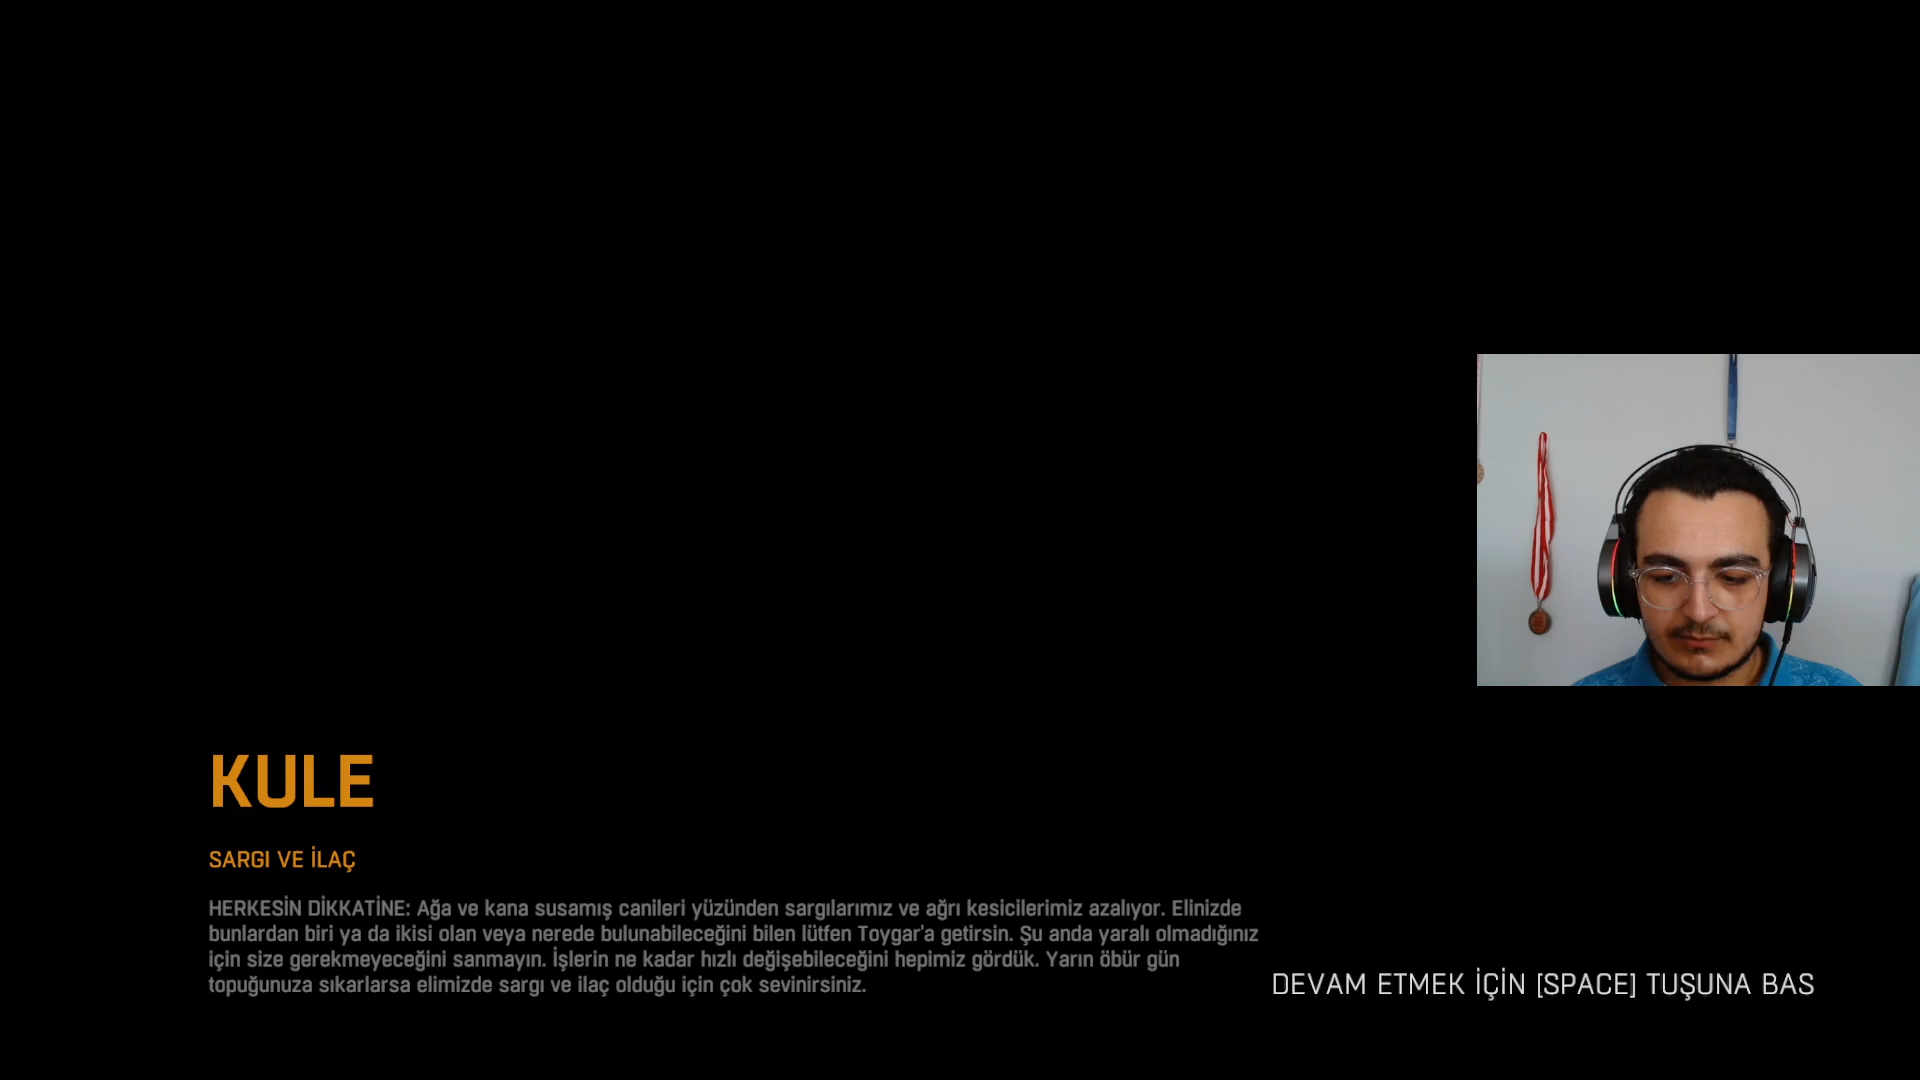 KULE
SARGI VE İLAÇ
HERKESİN DİKKATİNE: Ağa ve kana susamış canileri yüzünden sargılarımız ve ağrı kesicilerimiz azalıyor. Elinizde
bunlardan biri ya da ikisi olan veya nerede bulunabileceğini bilen lütfen Toygar'a getirsin. Şu anda yaralı olmadığınız
için size gerekmeyeceğini sanmayın. İşlerin ne kadar hızlı değişebileceğini hepimiz gördük. Yarın öbür gün
topuğunuza sıkarlarsa elimizde sargı ve ilaç olduğu için çok sevinirsiniz.
DEVAM ETMEK İÇİN [SPACE] TUŞUNA BAS